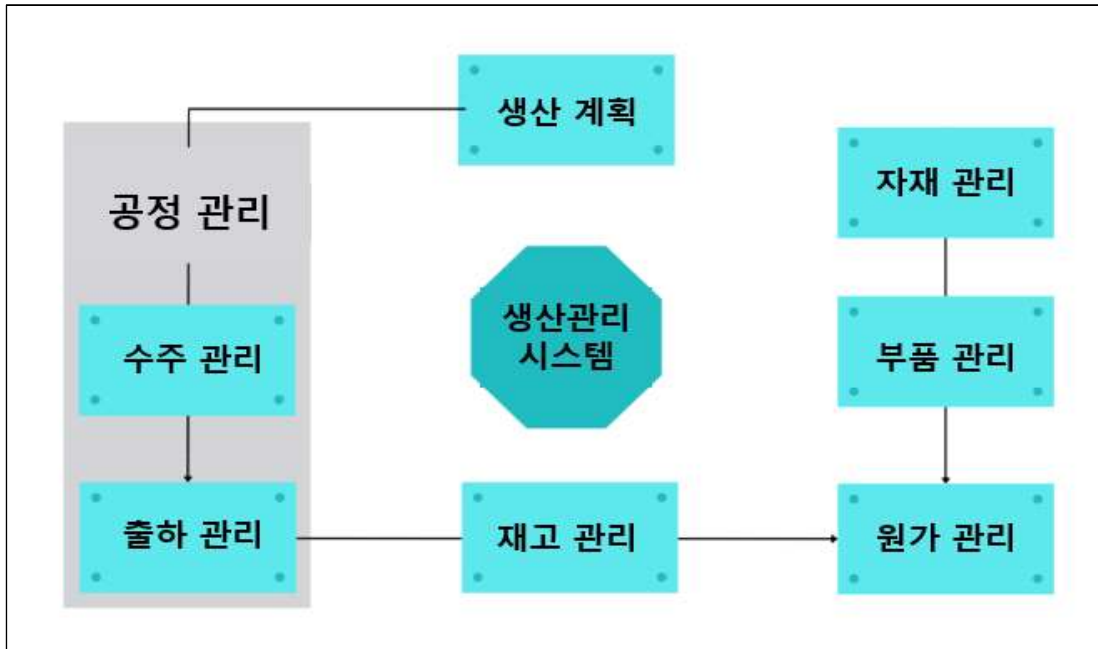 생산 계획
자재 관리
공정 관리
생산관리
시스템
수주 관리
부품 관리
출하 관리
재고 관리
원가 관리